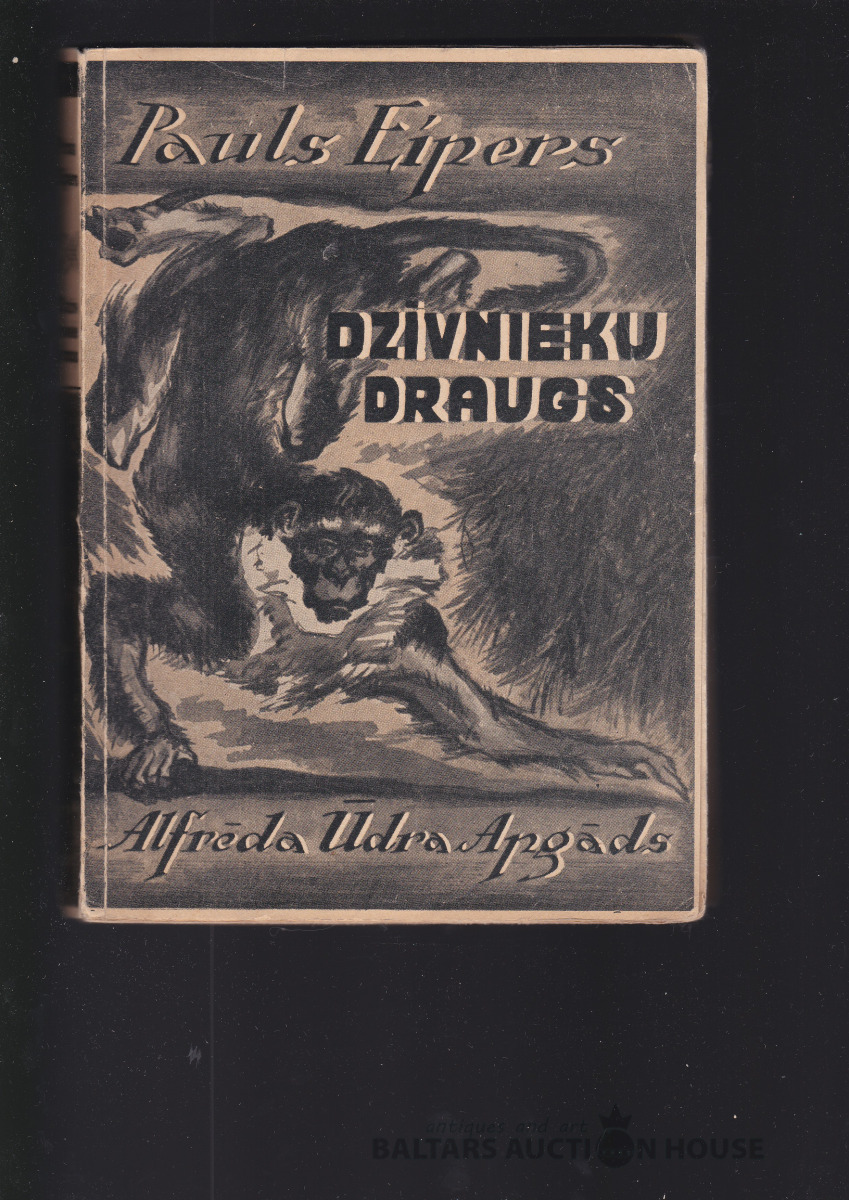 Pauls Eipers
DZĪVNIEKU
DRAUGS
Alfrēda Ūdra Apgāds
antiques and art
BALTARS AUCTION HOUSE